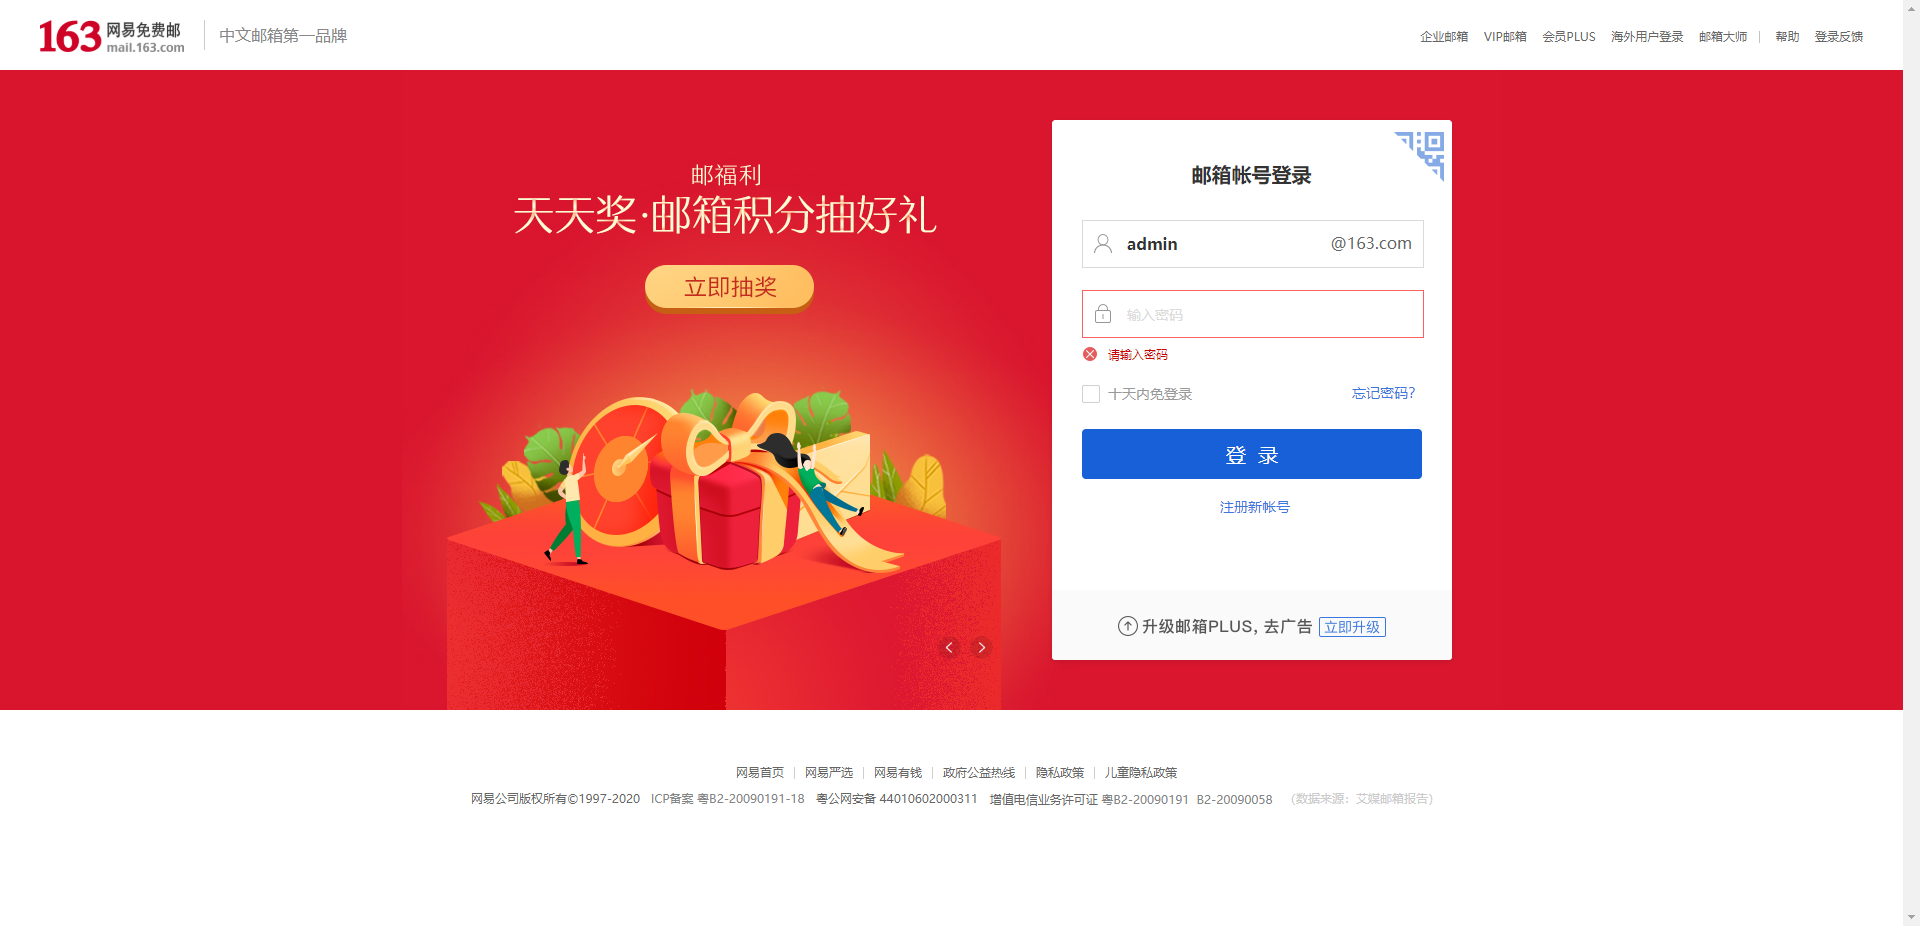 163 网易免费邮 mail.163.com 中文邮箱第一品牌
企业邮箱 VIP邮箱 会员PLUS 海外用户登录 邮箱大师 | 帮助 登录反馈
邮福利
天天奖·邮箱积分抽好礼
立即抽奖
邮箱帐号登录
admin @163.com
输入密码
请输入密码
十天内免登录 忘记密码?
登 录
注册新帐号
升级邮箱PLUS, 去广告 立即升级
网易首页 | 网易严选 | 网易有钱 | 政府公益热线 | 隐私政策 | 儿童隐私政策
网易公司版权所有©1997-2020 ICP备案 粤B2-20090191-18 粤公网安备 44010602000311 增值电信业务许可证 粤B2-20090191 B2-20090058 （数据来源：艾媒邮箱报告）